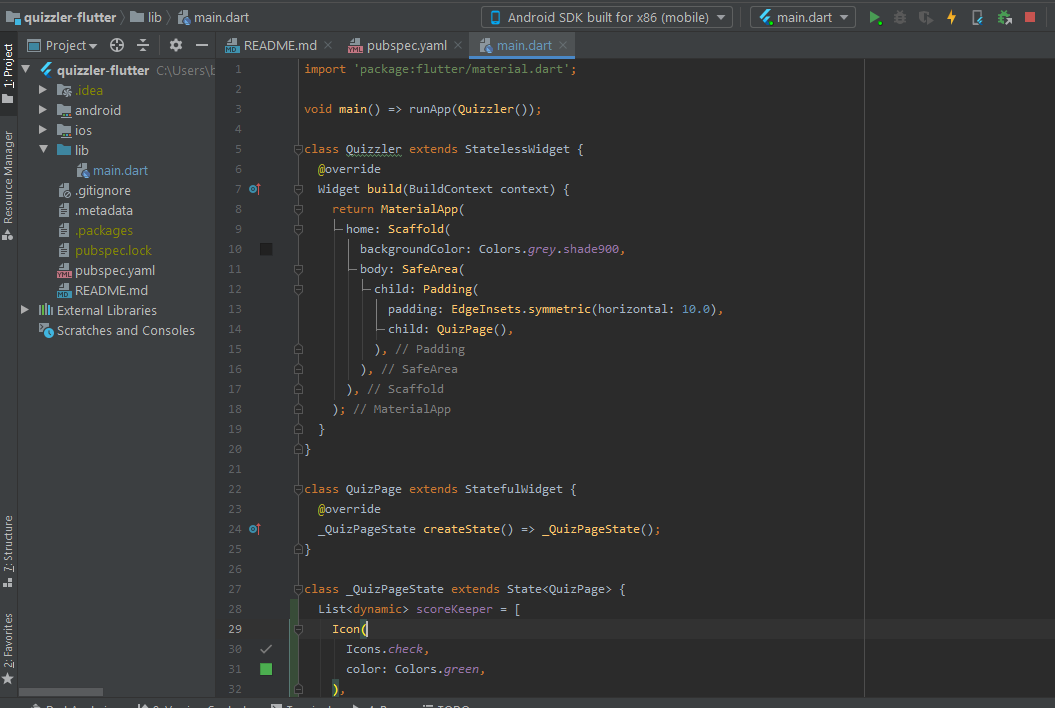 quizzler-flutter
lib
main.dart
Android SDK built for x86 (mobile)
main.dart
1: Project
Resource Manager
7: Structure
2: Favorites
Project
quizzler-flutter C:\Users\
.idea
android
ios
lib
main.dart
.gitignore
.metadata
.packages
pubspec.lock
pubspec.yaml
README.md
External Libraries
Scratches and Consoles
README.md
pubspec.yaml
main.dart
1 import 'package:flutter/material.dart';
2
3 void main() => runApp(Quizzler());
4
5 class Quizzler extends StatelessWidget {
6 @override
7 Widget build(BuildContext context) {
8 return MaterialApp(
9 home: Scaffold(
10 backgroundColor: Colors.grey.shade900,
11 body: SafeArea(
12 child: Padding(
13 padding: EdgeInsets.symmetric(horizontal: 10.0),
14 child: QuizPage(),
15 ), // Padding
16 ), // SafeArea
17 ), // Scaffold
18 ); // MaterialApp
19 }
20 }
21
22 class QuizPage extends StatefulWidget {
23 @override
24 _QuizPageState createState() => _QuizPageState();
25 }
26
27 class _QuizPageState extends State<QuizPage> {
28 List<dynamic> scoreKeeper = [
29 Icon(
30 Icons.check,
31 color: Colors.green,
32 ),